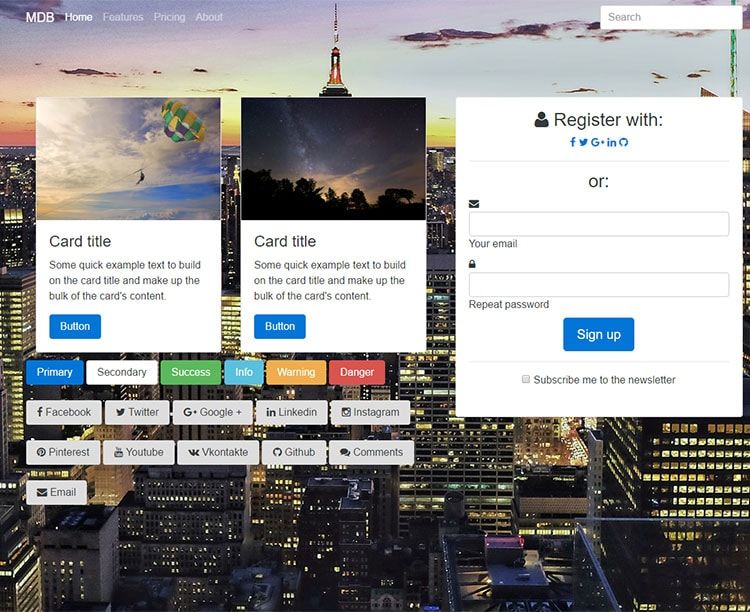 MDB Home Features Pricing About
Search
Card title
Some quick example text to build
on the card title and make up the
bulk of the card's content.
Button
Card title
Some quick example text to build
on the card title and make up the
bulk of the card's content.
Button
Primary Secondary Success Info Warning Danger
Facebook Twitter Google + Linkedin Instagram
Pinterest Youtube Vkontakte Github Comments
Email
Register with:
or:
Your email
Repeat password
Sign up
Subscribe me to the newsletter